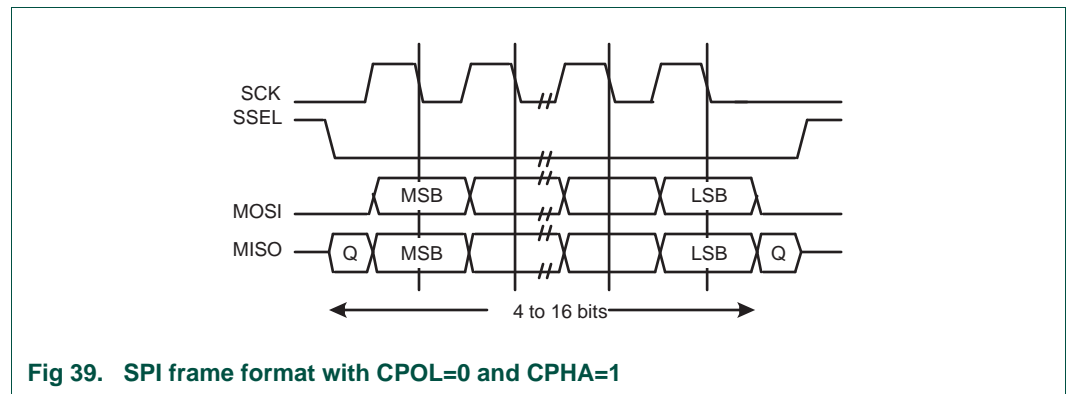 SCK
SSEL
MOSI
MSB
LSB
MISO
Q
MSB
LSB
Q
4 to 16 bits
Fig 39. SPI frame format with CPOL=0 and CPHA=1